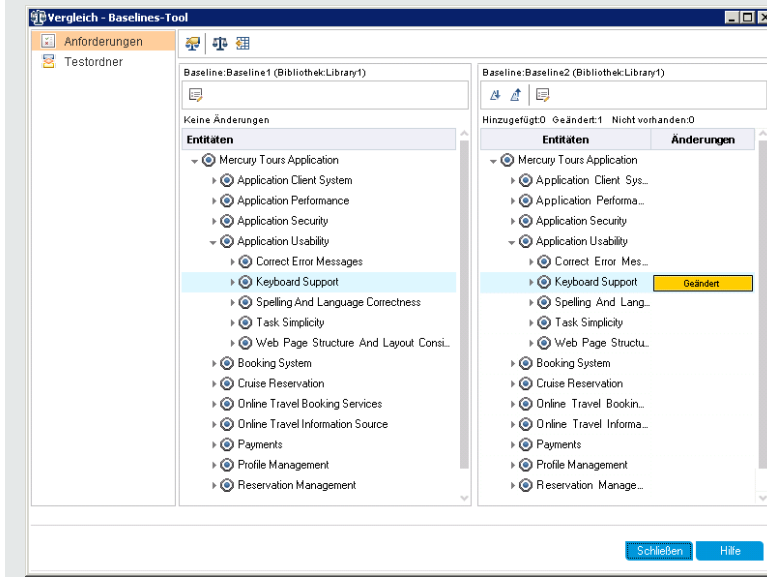 Vergleich - Baselines-Tool
Anforderungen
Testordner
Baseline:Baseline1 (Bibliothek:Library1)
Keine Änderungen
Entitäten
Mercury Tours Application
Application Client System
Application Performance
Application Security
Application Usability
Correct Error Messages
Keyboard Support
Spelling And Language Correctness
Task Simplicity
Web Page Structure And Layout Consi...
Booking System
Cruise Reservation
Online Travel Booking Services
Online Travel Information Source
Payments
Profile Management
Reservation Management
Baseline:Baseline2 (Bibliothek:Library1)
Hinzugefügt:0 Geändert:1 Nicht vorhanden:0
Entitäten Änderungen
Mercury Tours Application
Application Client Sys...
Application Performa...
Application Security
Application Usability
Correct Error Mes...
Keyboard Support Geändert
Spelling And Lang...
Task Simplicity
Web Page Structu...
Booking System
Cruise Reservation
Online Travel Bookin...
Online Travel Informa...
Payments
Profile Management
Reservation Manage...
Schließen Hilfe